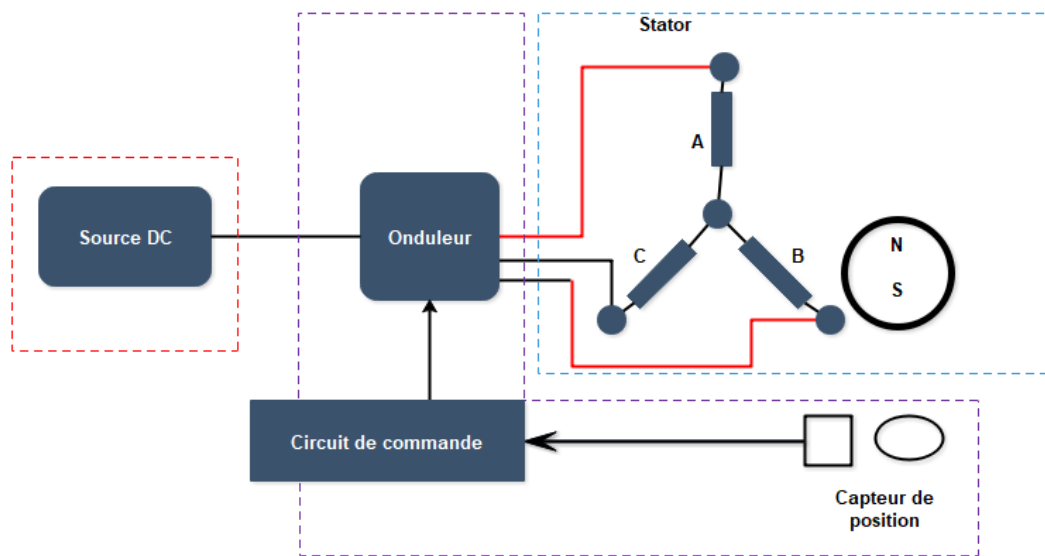 Stator
A
Source DC
Onduleur
C
B
N
S
Circuit de commande
Capteur de
position